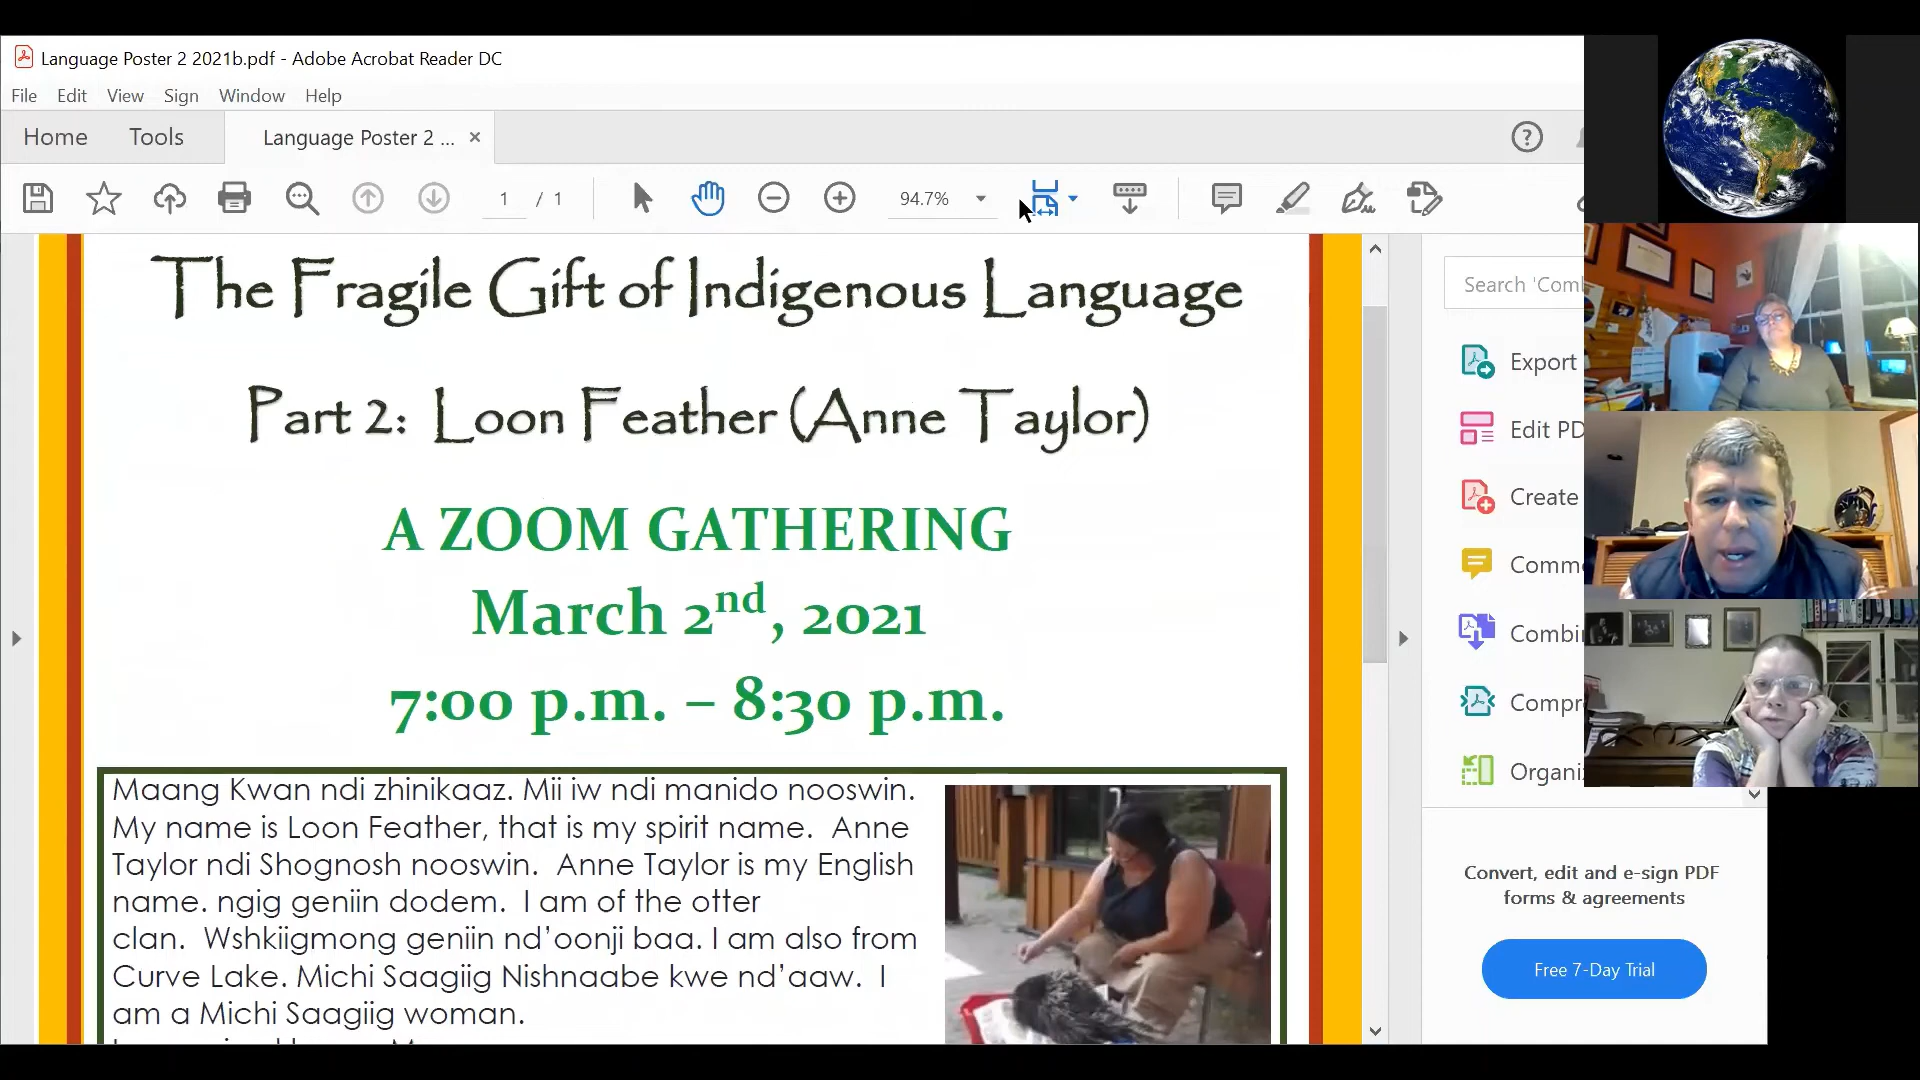 Language Poster 2 2021b.pdf - Adobe Acrobat Reader DC
File Edit View Sign Window Help
Home Tools Language Poster 2 ... ×
1 / 1 94.7%
The Fragile Gift of Indigenous Language
Part 2: Loon Feather (Anne Taylor)
A ZOOM GATHERING
March 2nd, 2021
7:00 p.m. – 8:30 p.m.
Maang Kwan ndi zhinikaaz. Mii iw ndi manido nooswin.
My name is Loon Feather, that is my spirit name. Anne
Taylor ndi Shognosh nooswin. Anne Taylor is my English
name. ngig geniin dodem. I am of the otter
clan. Wshkiigmong geniin nd’oonji baa. I am also from
Curve Lake. Michi Saagiig Nishnaabe kwe nd’aaw. I
am a Michi Saagiig woman.
Search 'Comb
Export
Edit PD
Create
Comm
Combi
Compr
Organi
Convert, edit and e-sign PDF
forms & agreements
Free 7-Day Trial